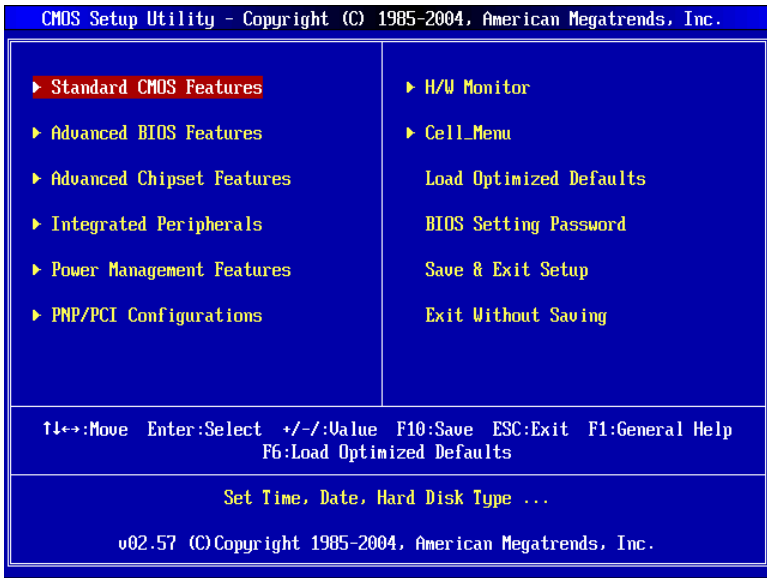 CMOS Setup Utility - Copyright (C) 1985-2004, American Megatrends, Inc.
▶ Standard CMOS Features
▶ Advanced BIOS Features
▶ Advanced Chipset Features
▶ Integrated Peripherals
▶ Power Management Features
▶ PNP/PCI Configurations
▶ H/W Monitor
▶ Cell_Menu
Load Optimized Defaults
BIOS Setting Password
Save & Exit Setup
Exit Without Saving
↑↓←→:Move Enter:Select +/-/:Value F10:Save ESC:Exit F1:General Help
F6:Load Optimized Defaults
Set Time, Date, Hard Disk Type ...
v02.57 (C)Copyright 1985-2004, American Megatrends, Inc.